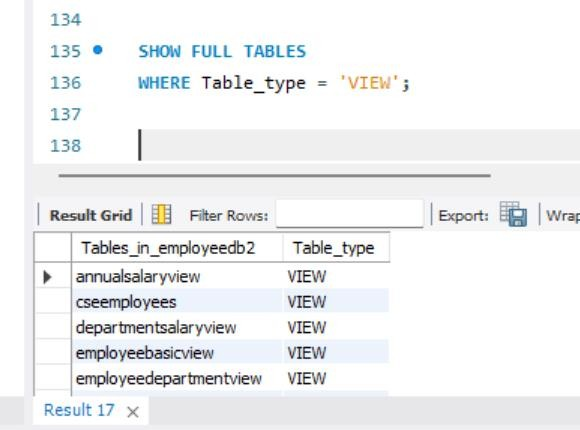 134
135 SHOW FULL TABLES
136 WHERE Table_type = 'VIEW';
137
138
Result Grid Filter Rows: Export: Wrap
Tables_in_employeedb2 Table_type
annualsalaryview VIEW
cseemployees VIEW
departmentsalaryview VIEW
employeebasicview VIEW
employeedepartmentview VIEW
Result 17 ×